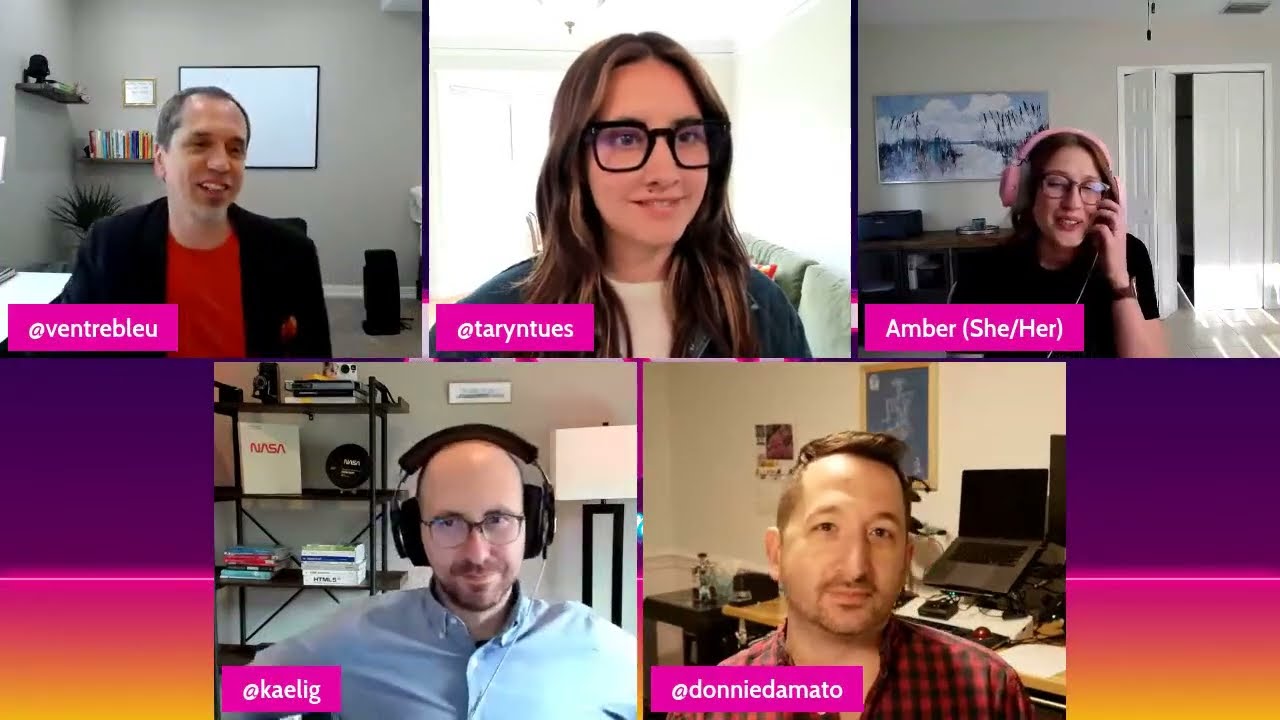 @ventrebleu
@taryntues
Amber (She/Her)
NASA
NASA
HTML5
@kaelig
@donniedamato